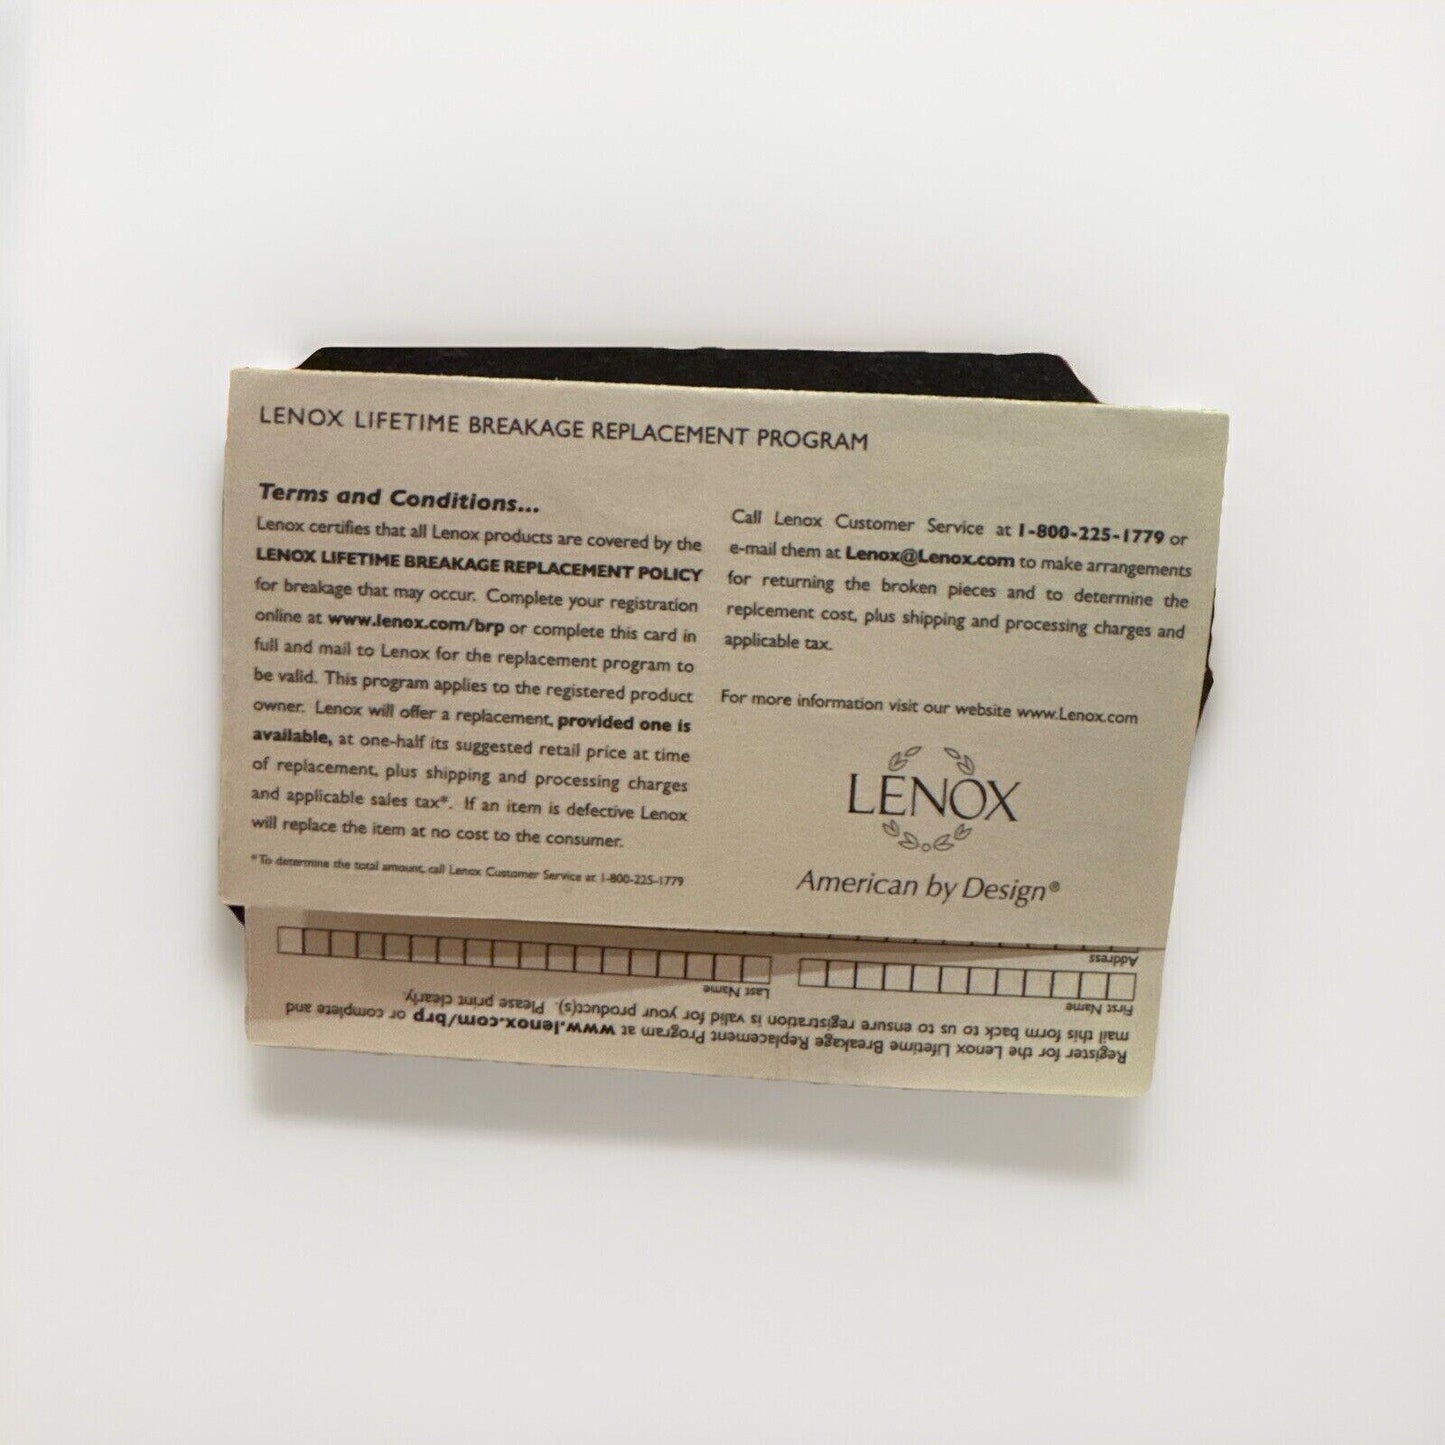 LENOX LIFETIME BREAKAGE REPLACEMENT PROGRAM
Terms and Conditions...
Lenox certifies that all Lenox products are covered by the
LENOX LIFETIME BREAKAGE REPLACEMENT POLICY
for breakage that may occur. Complete your registration
online at www.lenox.com/brp or complete this card in
full and mail to Lenox for the replacement program to
be valid. This program applies to the registered product
owner. Lenox will offer a replacement, provided one is
available, at one-half its suggested retail price at time
of replacement, plus shipping and processing charges
and applicable sales tax*. If an item is defective Lenox
will replace the item at no cost to the consumer.
*To determine the total amount, call Lenox Customer Service at 1-800-225-1779
Call Lenox Customer Service at 1-800-225-1779 or
e-mail them at Lenox@Lenox.com to make arrangements
for returning the broken pieces and to determine the
replcement cost, plus shipping and processing charges and
applicable tax.
For more information visit our website www.Lenox.com
LENOX
American by Design®
Register for the Lenox Lifetime Breakage Replacement Program at www.lenox.com/brp or complete and
mail this form back to us to ensure registration is valid for your product(s). Please print clearly.
First Name
Last Name
Address